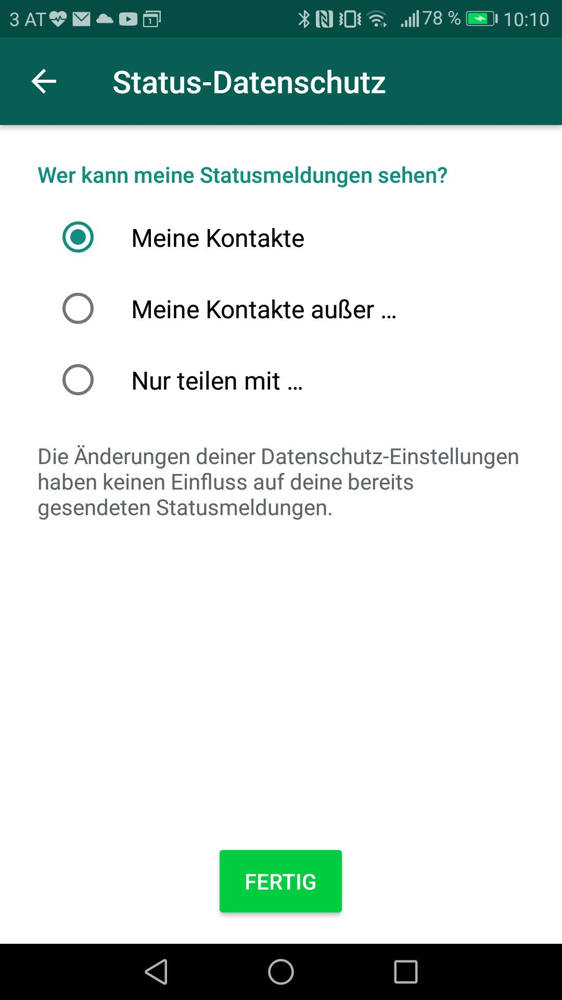 3 AT 1 78 % 10:10
Status-Datenschutz
Wer kann meine Statusmeldungen sehen?
Meine Kontakte
Meine Kontakte außer ...
Nur teilen mit ...
Die Änderungen deiner Datenschutz-Einstellungen
haben keinen Einfluss auf deine bereits
gesendeten Statusmeldungen.
FERTIG